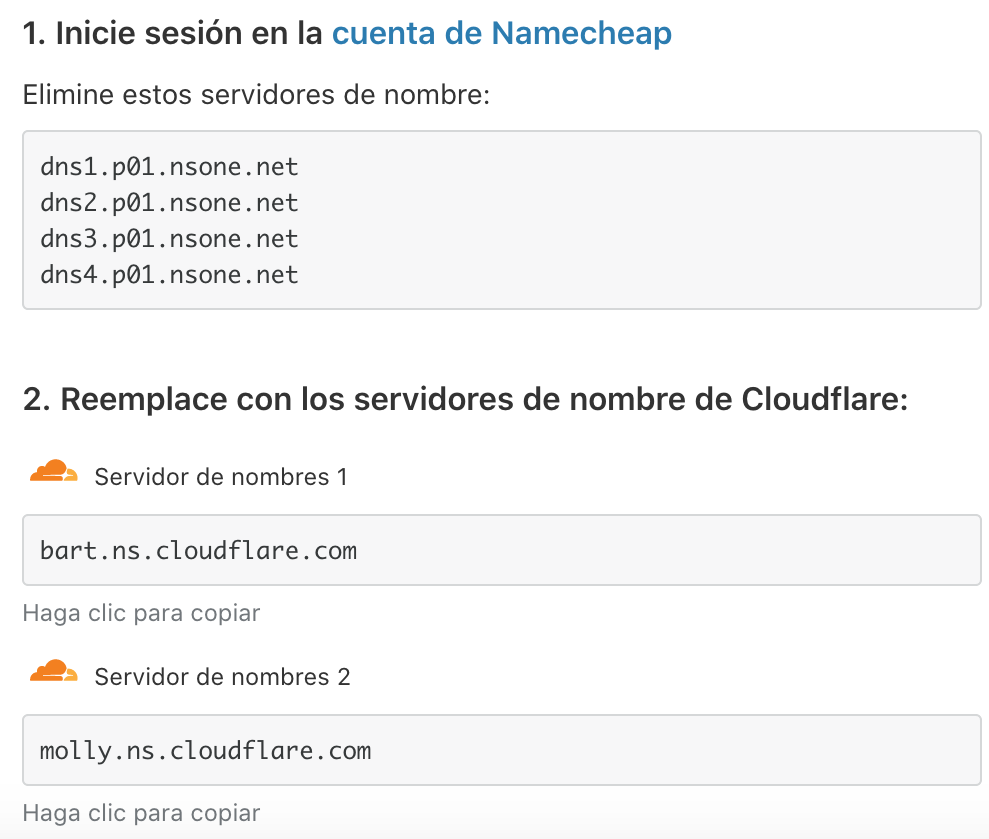 1. Inicie sesión en la cuenta de Namecheap
Elimine estos servidores de nombre:
dns1.p01.nsone.net
dns2.p01.nsone.net
dns3.p01.nsone.net
dns4.p01.nsone.net
2. Reemplace con los servidores de nombre de Cloudflare:
Servidor de nombres 1
bart.ns.cloudflare.com
Haga clic para copiar
Servidor de nombres 2
molly.ns.cloudflare.com
Haga clic para copiar